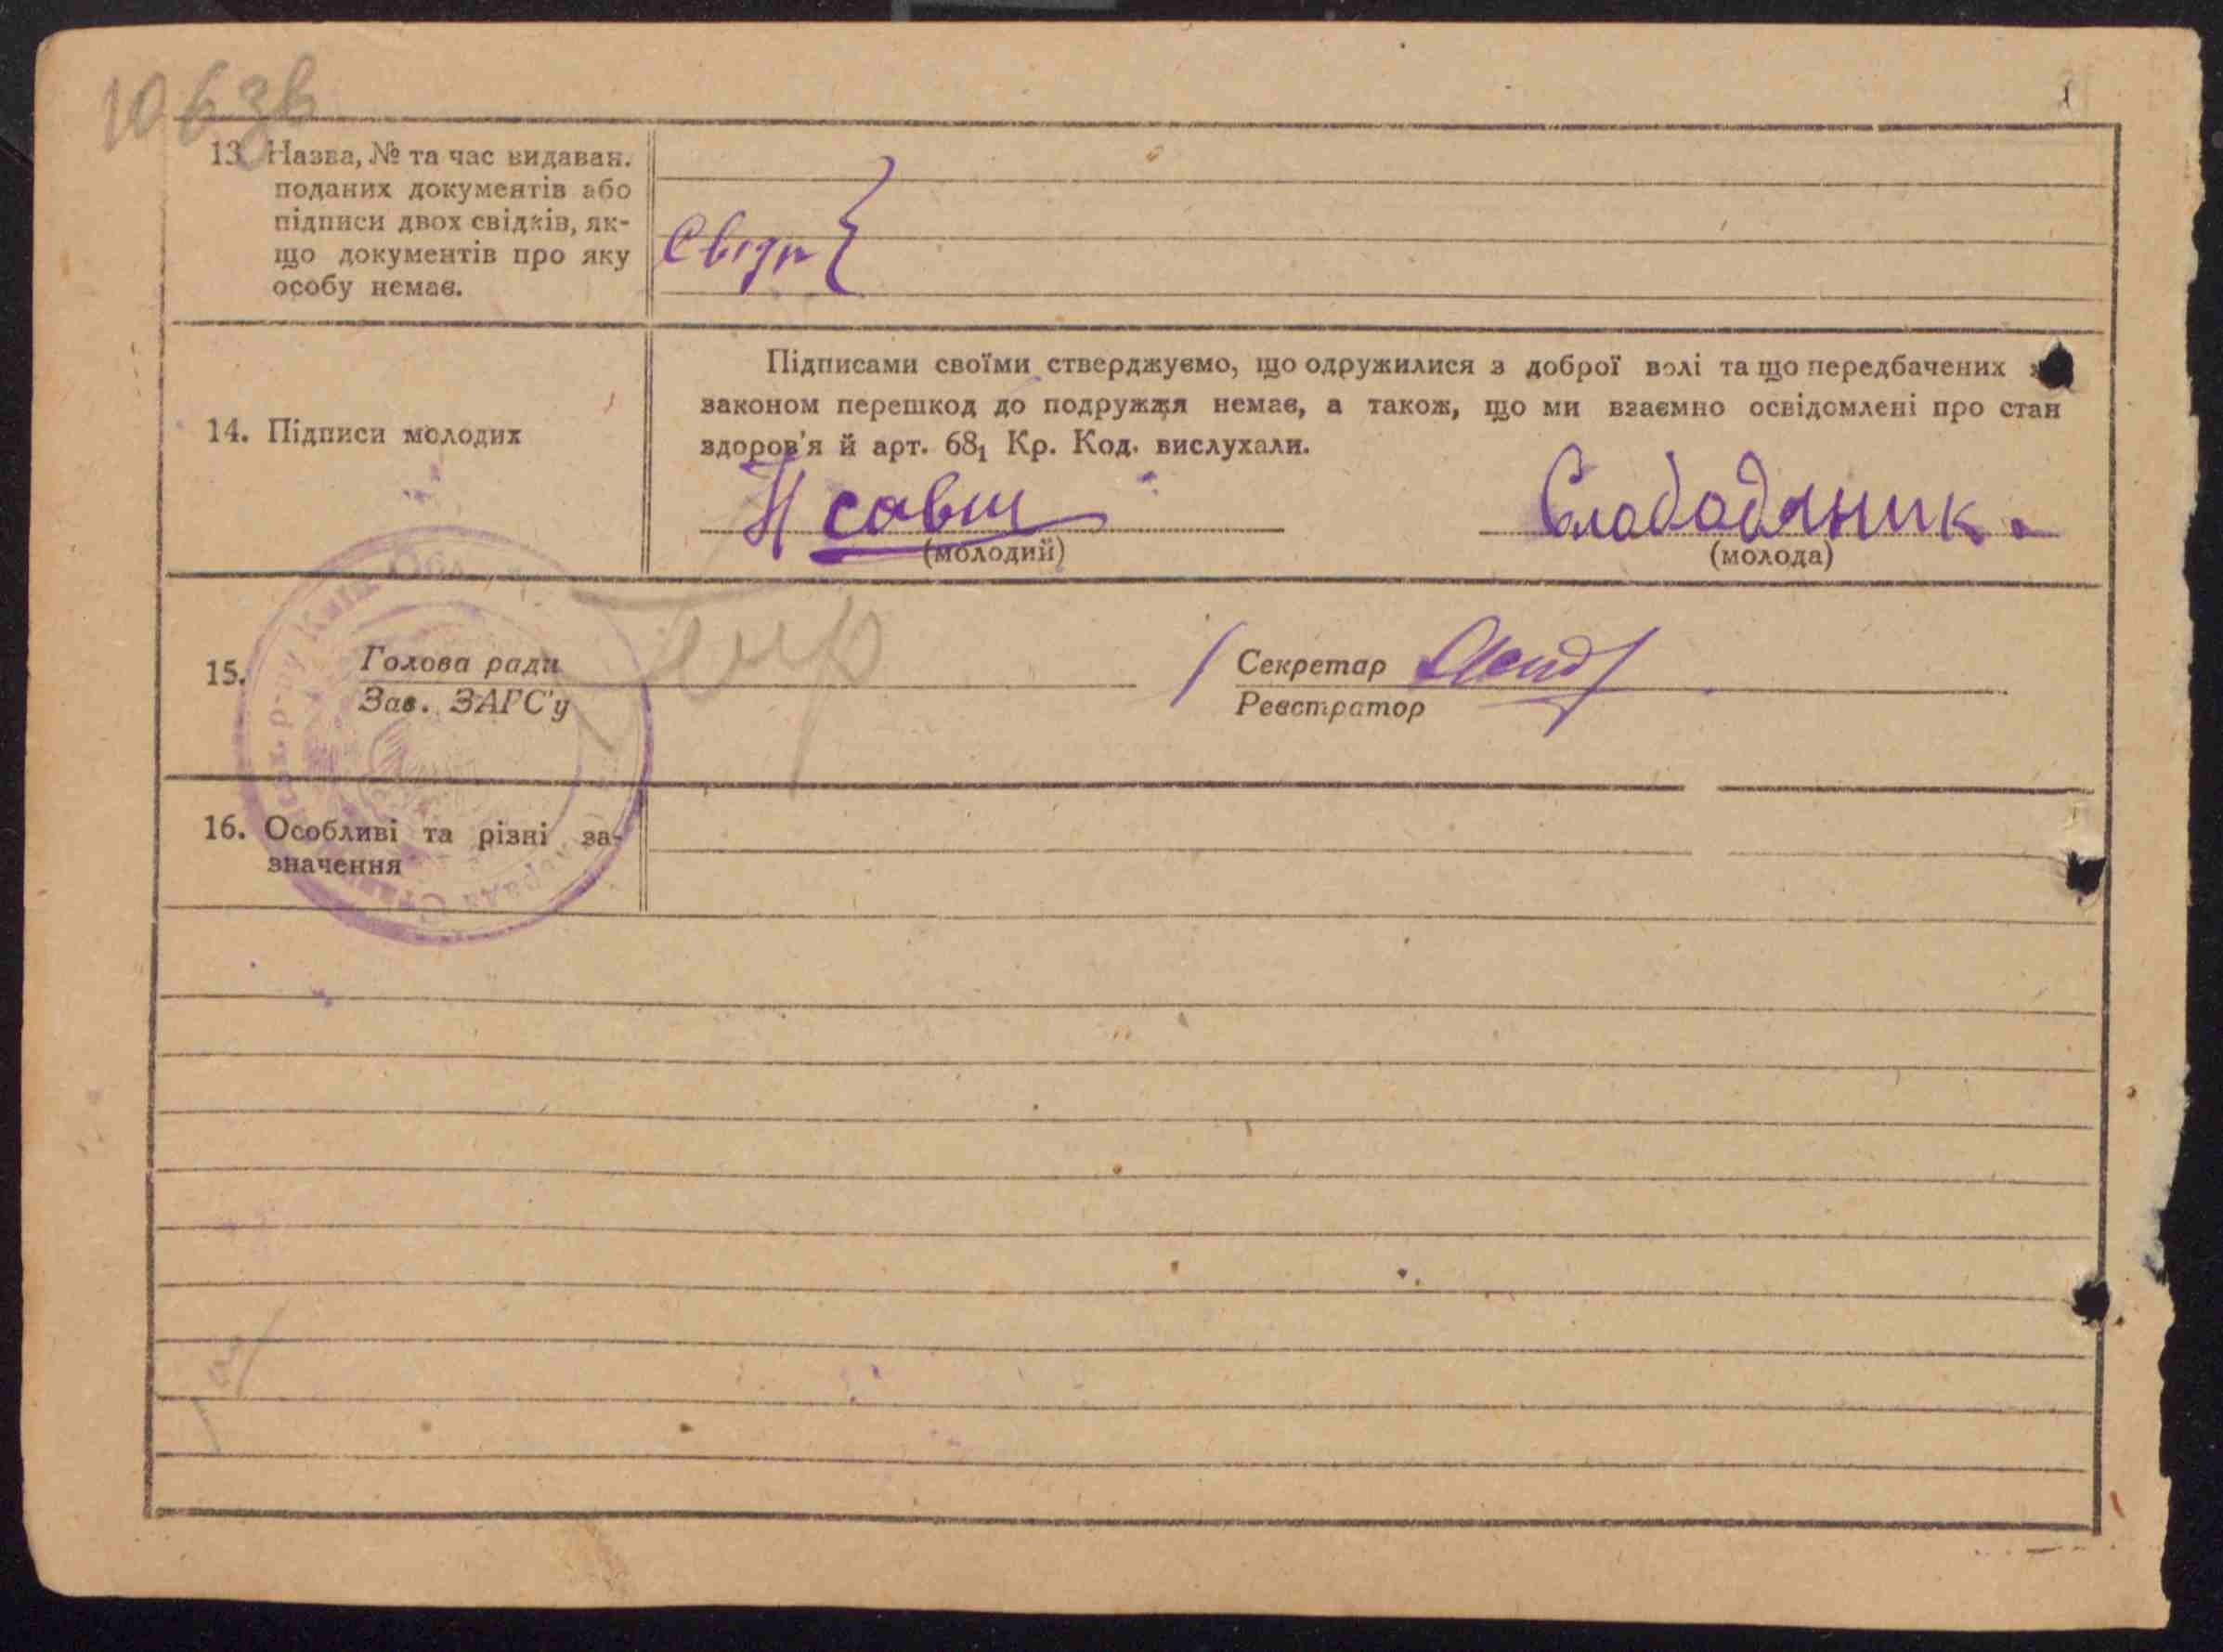 106 зв
13. Назва, № та час видаван.
поданих документів або
підписи двох свідків, як-
що документів про яку
особу немає.
Свідк {
14. Підписи молодих
Підписами своїми стверджуємо, що одружилися з доброї волі та що передбачених
законом перешкод до подружжя немає, а також, що ми взаємно освідомлені про стан
здоров'я й арт. 68₁ Кр. Код. вислухали.
Слабодяник.
(молодий)
(молода)
15.
Голова ради
Зав. ЗАГС'у
Секретар
Реєстратор
16. Особливі та різні за-
значення